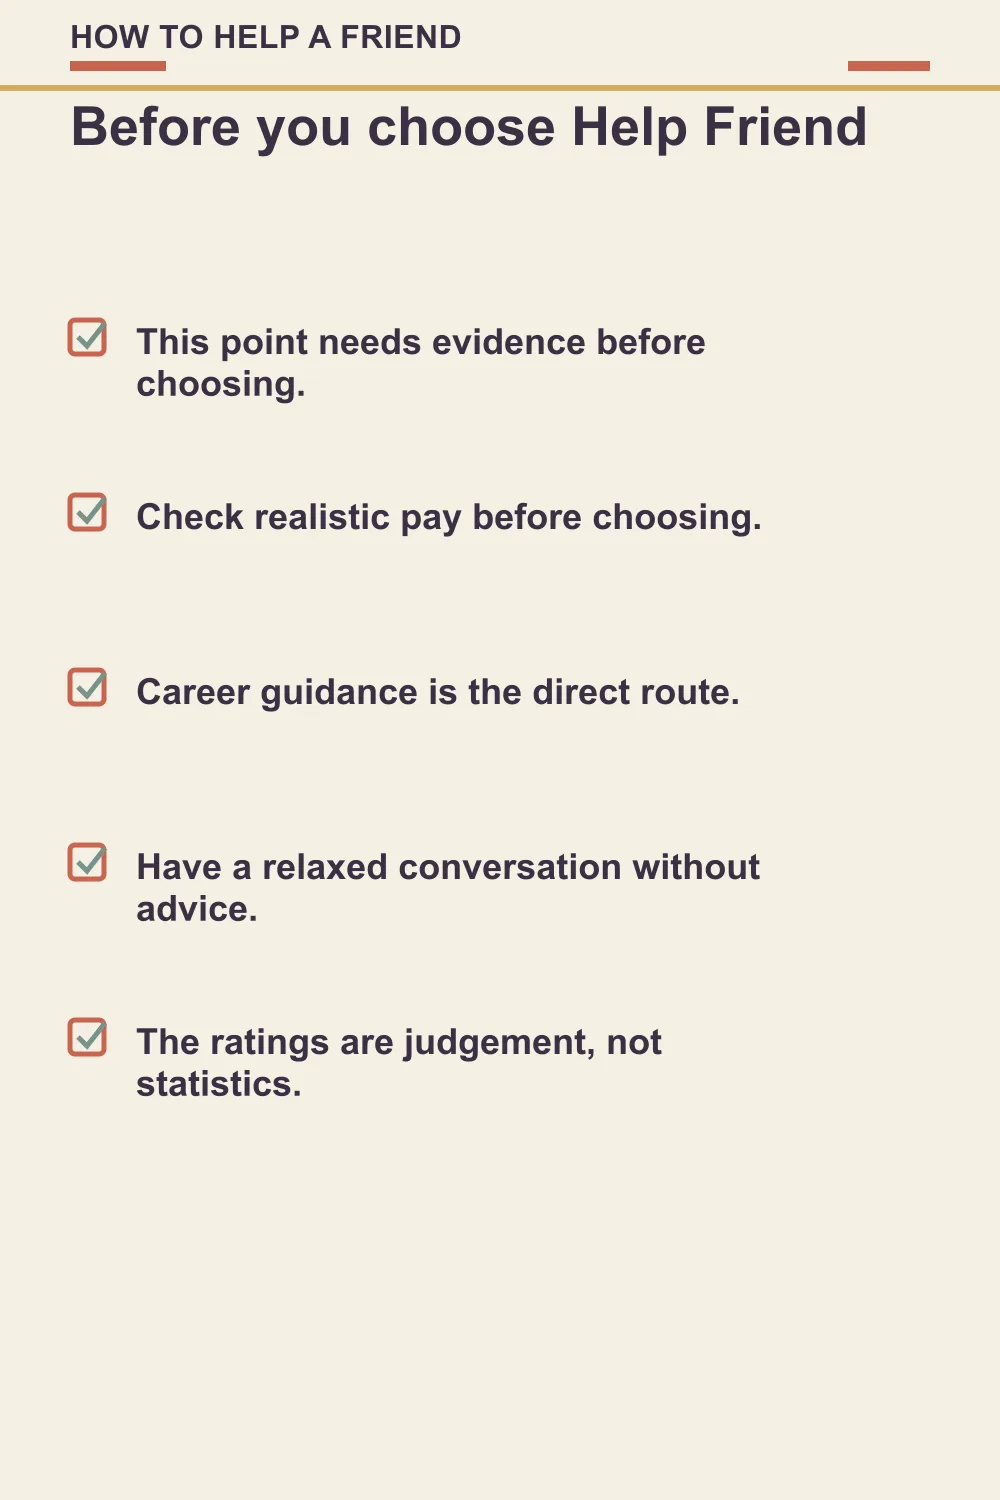 HOW TO HELP A FRIEND
Before you choose Help Friend
This point needs evidence before
choosing.
Check realistic pay before choosing.
Career guidance is the direct route.
Have a relaxed conversation without
advice.
The ratings are judgement, not
statistics.